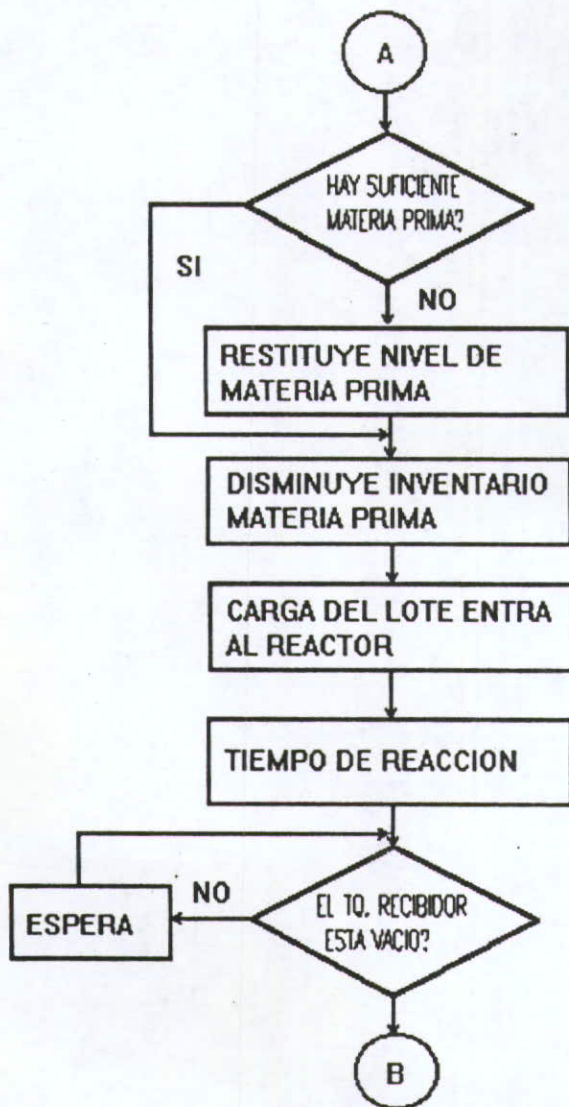 A
HAY SUFICIENTE
MATERIA PRIMA?
SI
NO
RESTITUYE NIVEL DE
MATERIA PRIMA
DISMINUYE INVENTARIO
MATERIA PRIMA
CARGA DEL LOTE ENTRA
AL REACTOR
TIEMPO DE REACCION
NO
ESPERA
EL TQ. RECIBIDOR
ESTA VACIO?
B